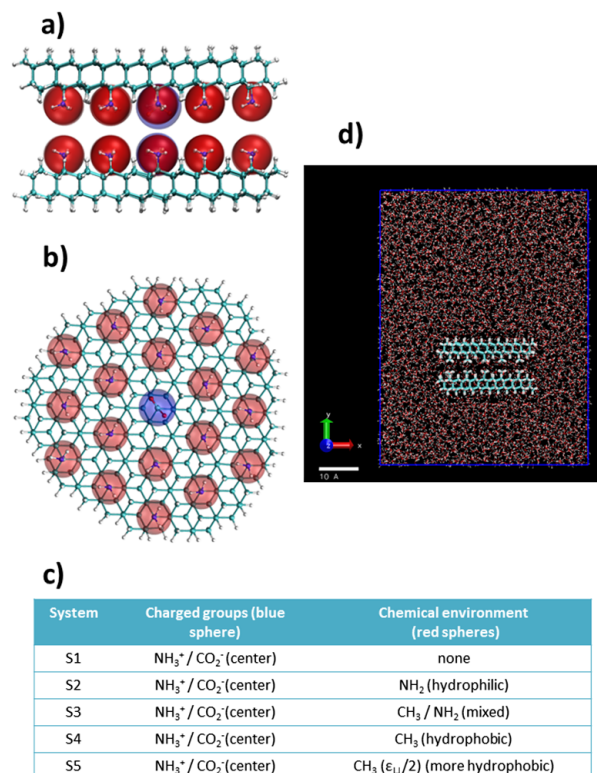 a)
b)
d)
y
x
z
10 Å
c)
System Charged groups (blue sphere) Chemical environment (red spheres)
S1 NH₃⁺ / CO₂⁻ (center) none
S2 NH₃⁺ / CO₂⁻ (center) NH₂ (hydrophilic)
S3 NH₃⁺ / CO₂⁻ (center) CH₃ / NH₂ (mixed)
S4 NH₃⁺ / CO₂⁻ (center) CH₃ (hydrophobic)
S5 NH₃⁺ / CO₂⁻ (center) CH₃ (ε_LJ/2) (more hydrophobic)